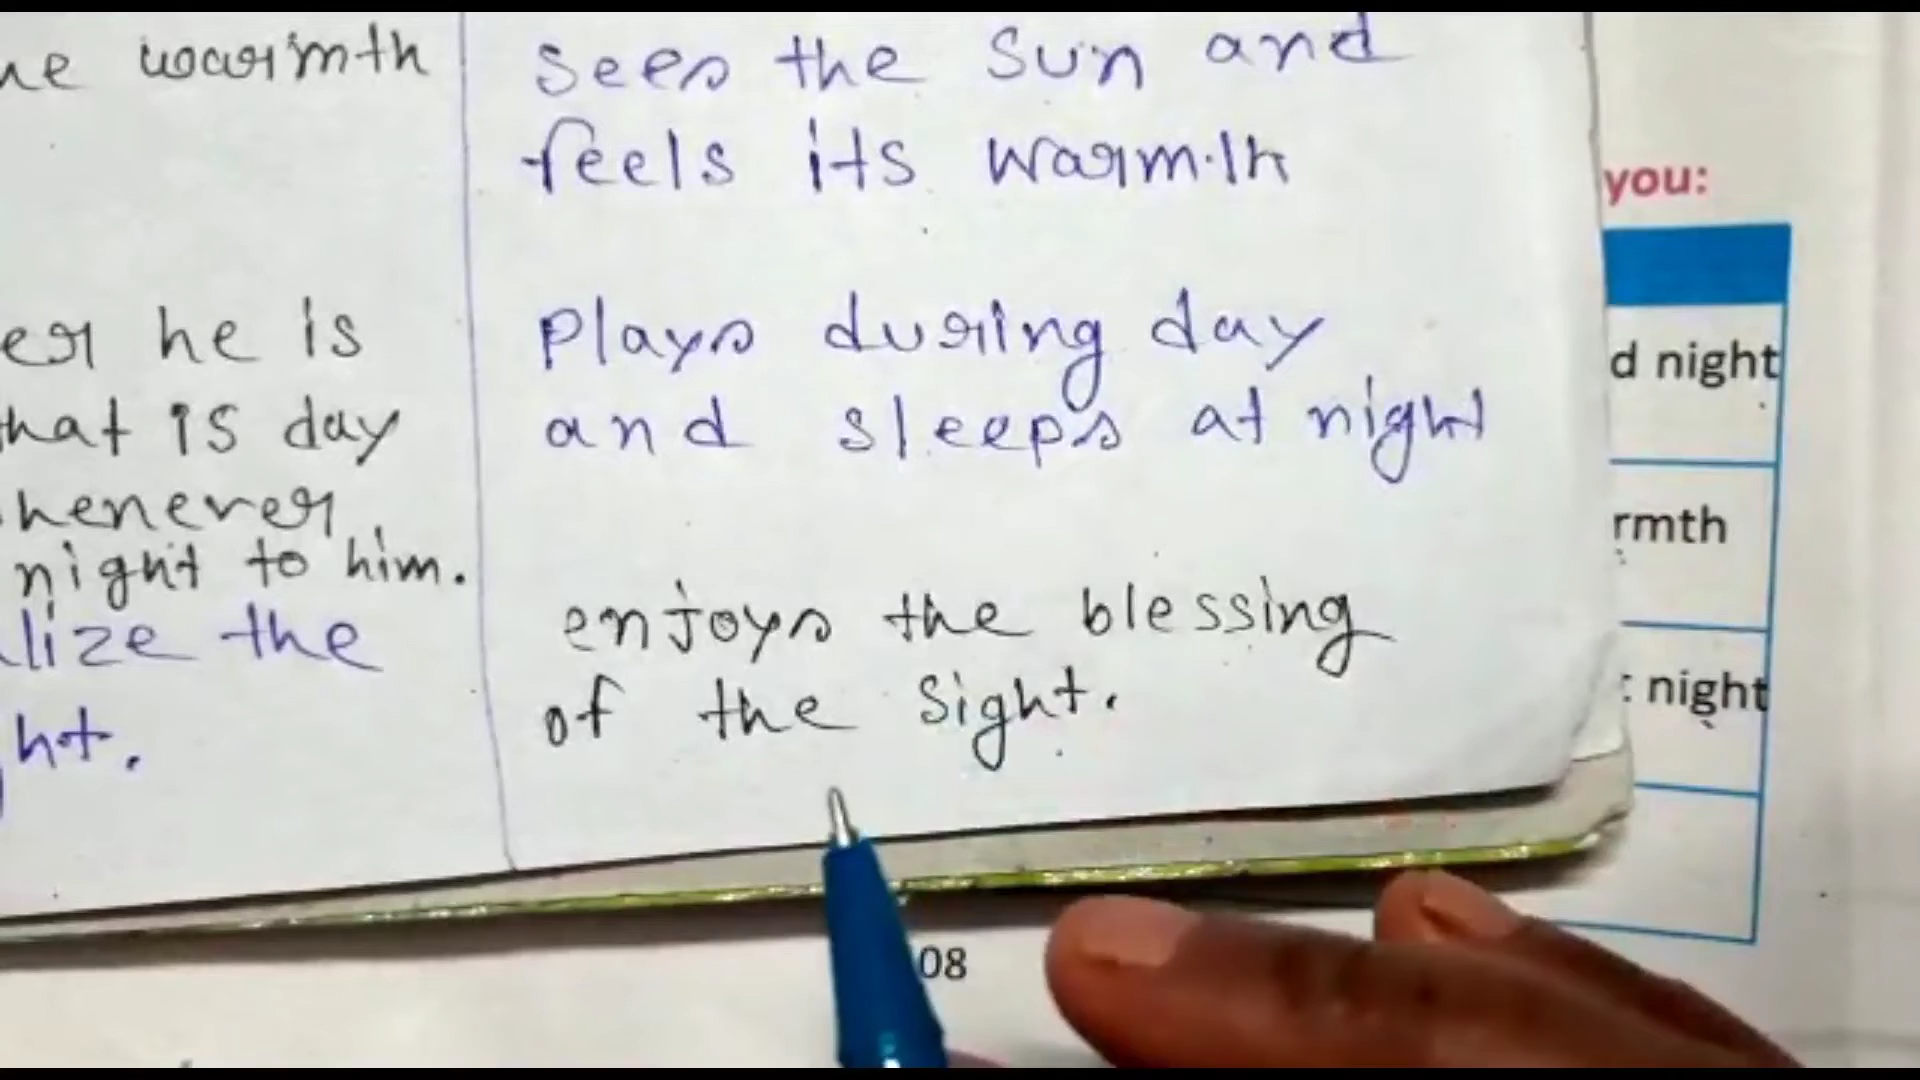 warmth
er he is
that is day
henever
night to him.
lize the
ht.
Sees the Sun and
feels its warmth
Plays during day
and sleeps at night
enjoys the blessing
of the Sight.
you:
d night
rmth
night
08